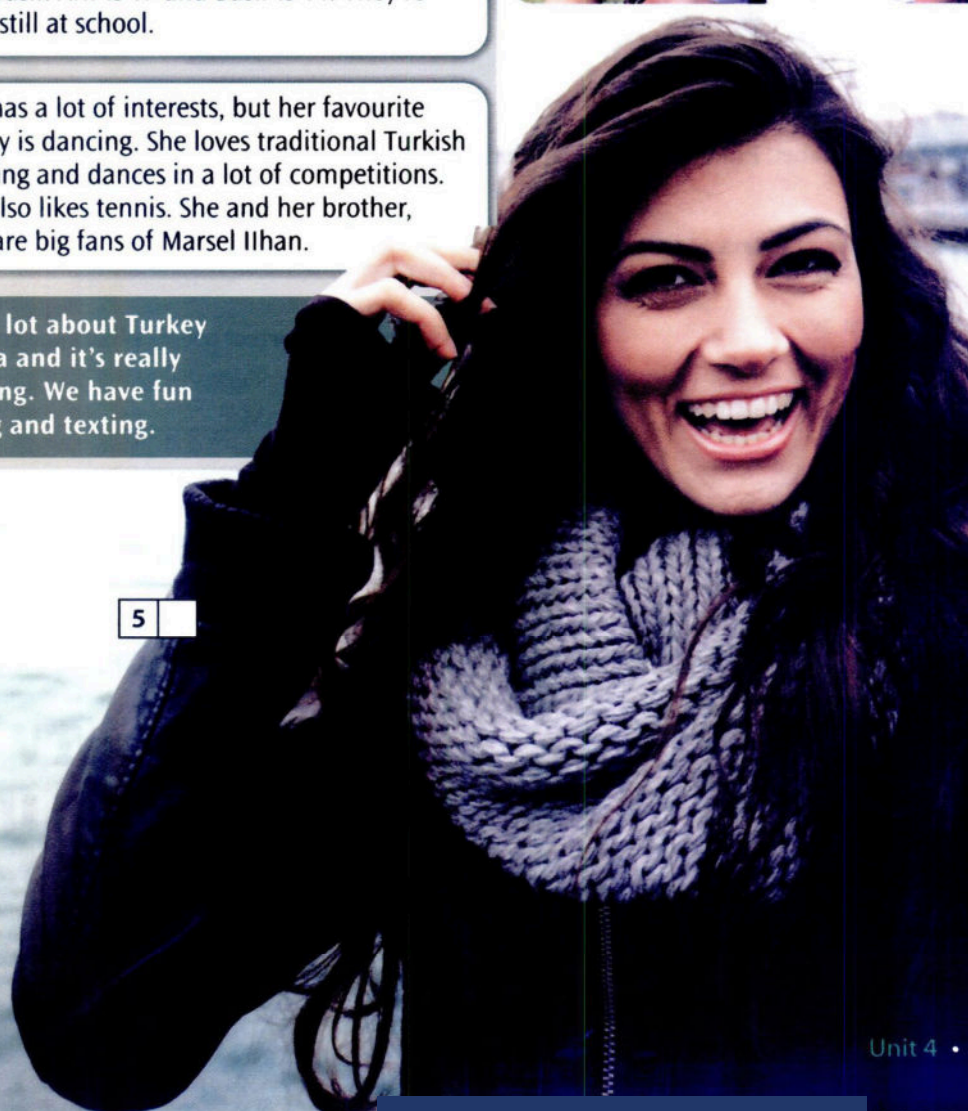 still at school.
has a lot of interests, but her favourite
y is dancing. She loves traditional Turkish
ing and dances in a lot of competitions.
lso likes tennis. She and her brother,
are big fans of Marsel Ilhan.
lot about Turkey
a and it's really
ng. We have fun
g and texting.
5
Unit 4 •